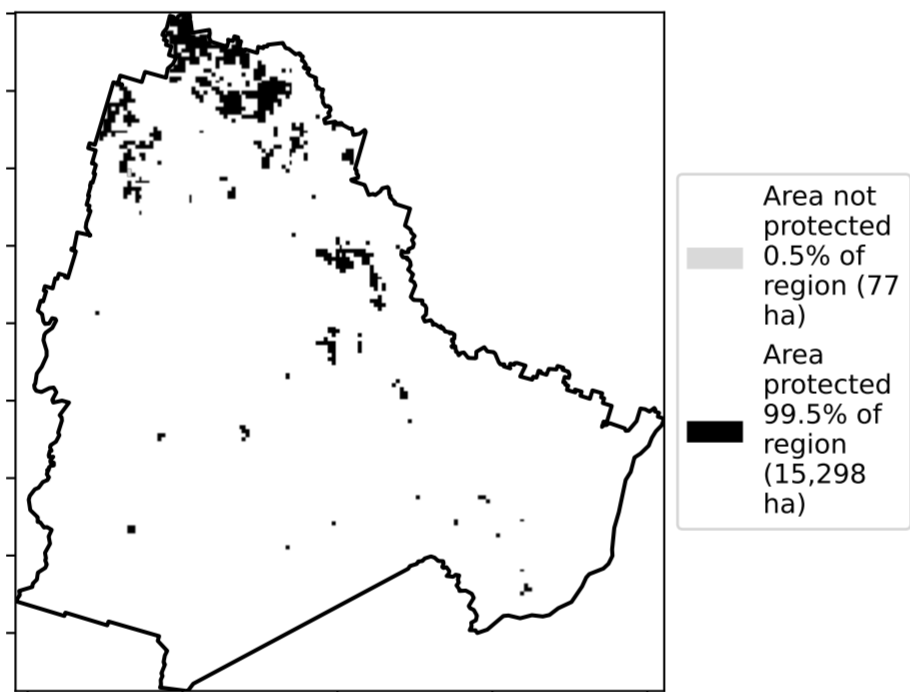 Area not
protected
0.5% of
region (77
ha)
Area
protected
99.5% of
region
(15,298
ha)